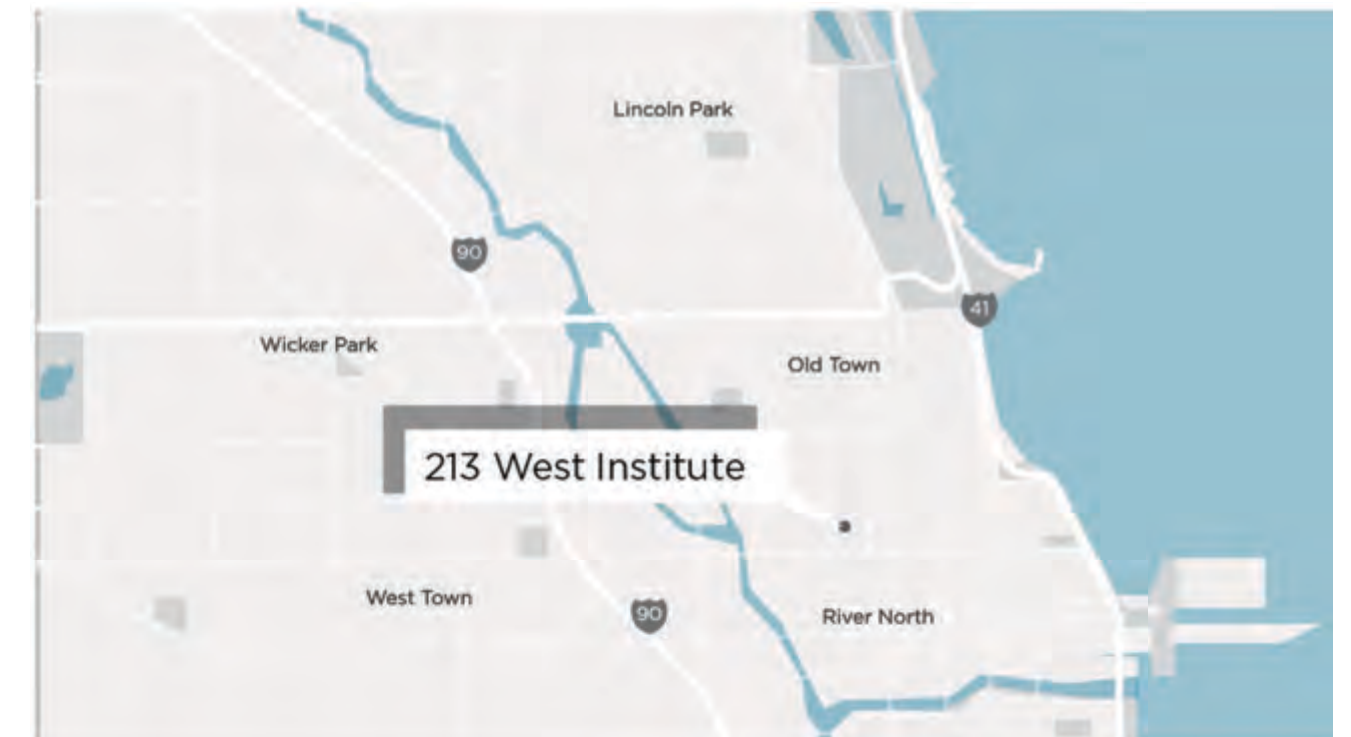 Lincoln Park
90
41
Wicker Park
Old Town
213 West Institute
West Town
90
River North